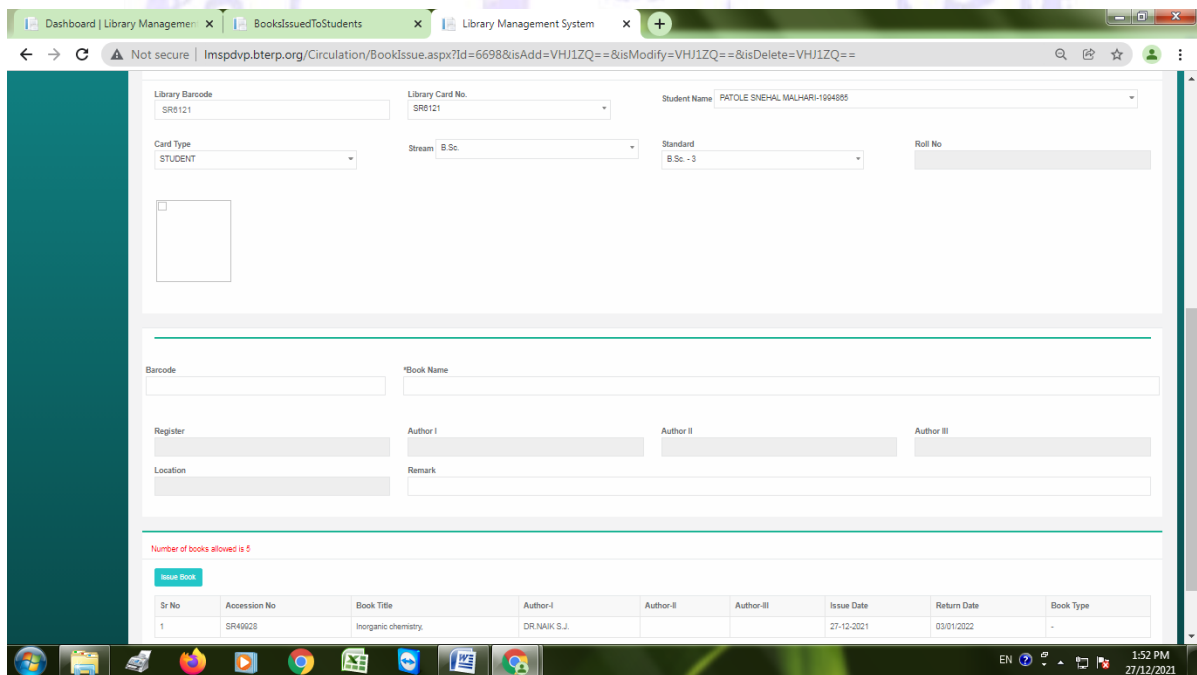 Dashboard | Library Managemen
BooksIssuedToStudents
Library Management System
Not secure | lmspdvp.bterp.org/Circulation/BookIssue.aspx?Id=6698&isAdd=VHJ1ZQ==&isModify=VHJ1ZQ==&isDelete=VHJ1ZQ==
Library Barcode
SR6121
Library Card No.
SR6121
Student Name PATOLE SNEHAL MALHARI-1994865
Card Type
STUDENT
Stream B.Sc.
Standard
B.Sc. - 3
Roll No
Barcode
*Book Name
Register
Author I
Author II
Author III
Location
Remark
Number of books allowed is 5
Issue Book
Sr No Accession No Book Title Author-I Author-II Author-III Issue Date Return Date Book Type
1 SR49928 Inorganic chemistry, DR.NAIK S.J. 27-12-2021 03/01/2022 -
EN
1:52 PM
27/12/2021